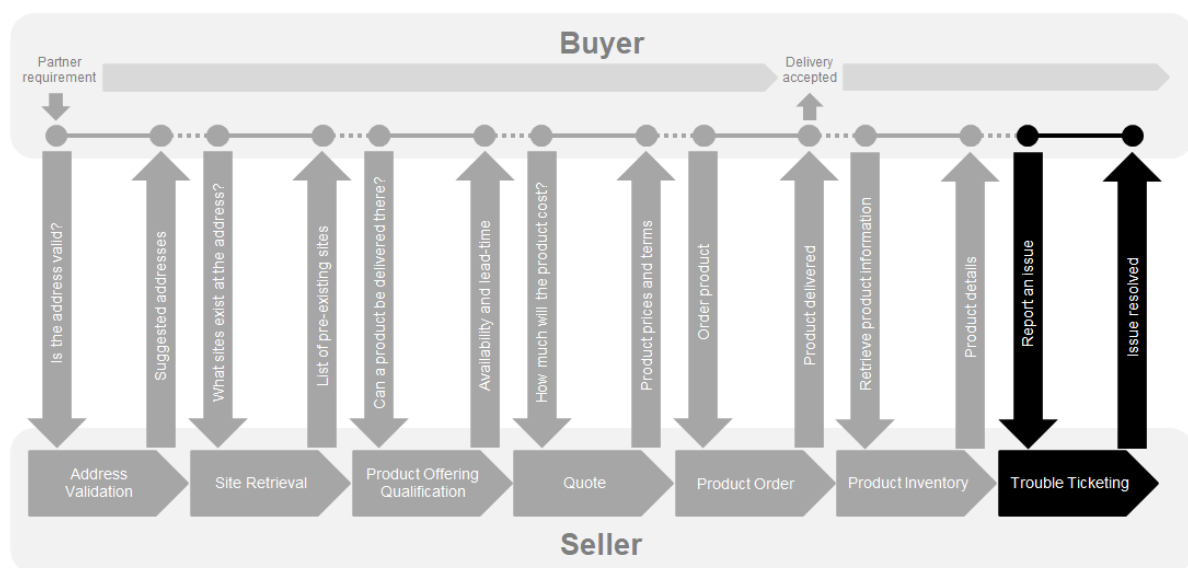 Buyer
Partner
requirement
Delivery
accepted
Is the address valid?
Suggested addresses
What sites exist at the address?
List of pre-existing sites
Can a product be delivered there?
Availability and lead-time
How much will the product cost?
Product prices and terms
Order product
Product delivered
Retrieve product information
Product details
Report an issue
Issue resolved
Address
Validation
Site Retrieval
Product Offering
Qualification
Quote
Product Order
Product Inventory
Trouble Ticketing
Seller